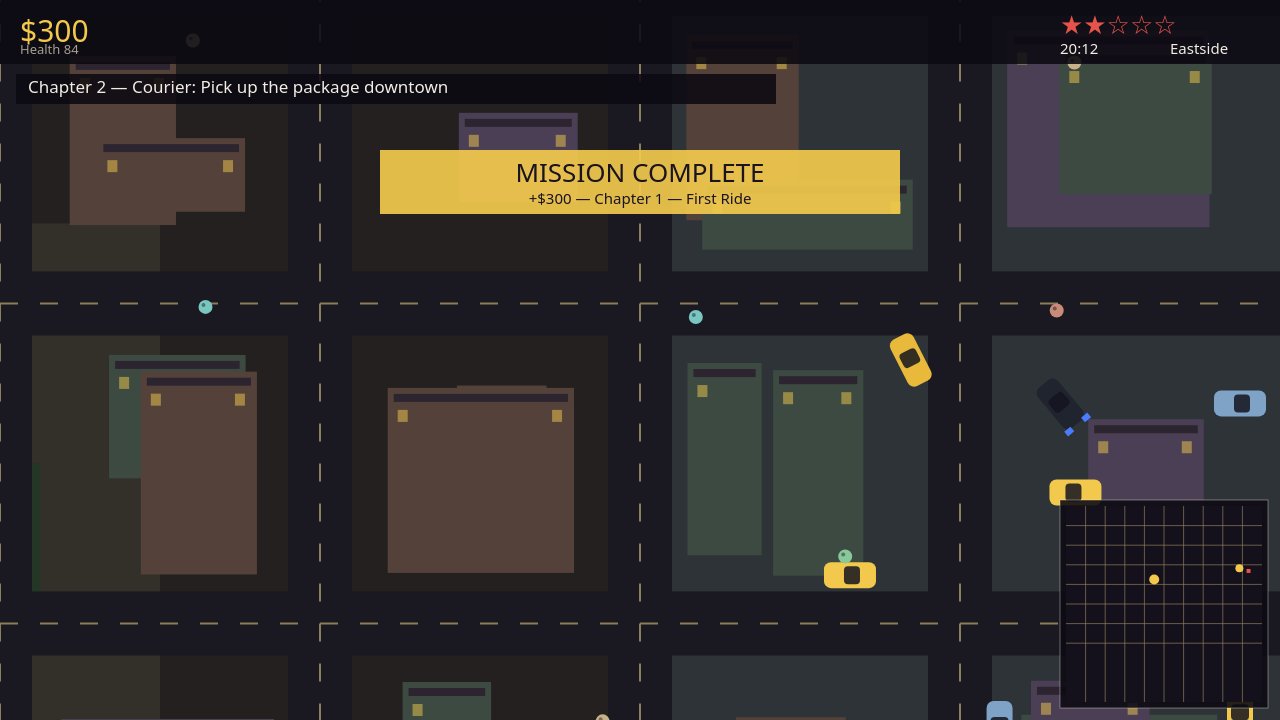 $300
Health 84
★★☆☆☆
20:12 Eastside
Chapter 2 — Courier: Pick up the package downtown
MISSION COMPLETE
+$300 — Chapter 1 — First Ride